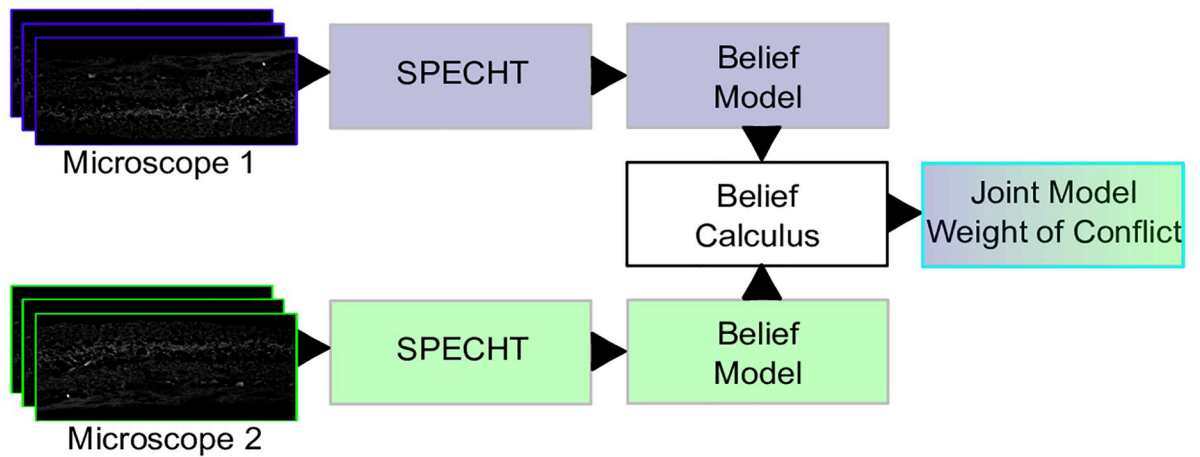 SPECHT
Belief
Model
Microscope 1
Belief
Calculus
Joint Model
Weight of Conflict
SPECHT
Belief
Model
Microscope 2